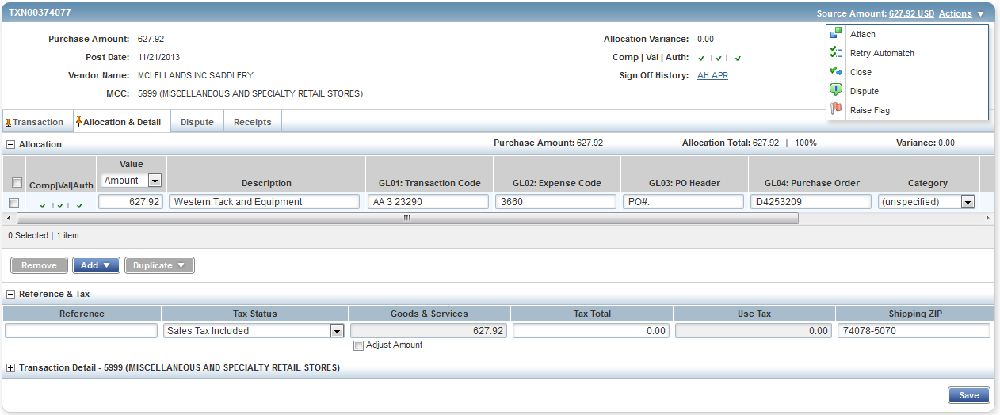 TXN00374077 Source Amount: 627.92 USD Actions
Purchase Amount: 627.92 Allocation Variance: 0.00 Attach
Post Date: 11/21/2013 Comp | Val | Auth: Retry Automatch
Vendor Name: MCLELLANDS INC SADDLERY Sign Off History: AH APR Close
MCC: 5999 (MISCELLANEOUS AND SPECIALTY RETAIL STORES) Dispute
Raise Flag
Transaction Allocation & Detail Dispute Receipts
Allocation Purchase Amount: 627.92 Allocation Total: 627.92 | 100% Variance: 0.00
Value
Amount
Comp|Val|Auth Description GL01: Transaction Code GL02: Expense Code GL03: PO Header GL04: Purchase Order Category
627.92 Western Tack and Equipment AA 3 23290 3660 PO#: D4253209 (unspecified)
0 Selected | 1 item
Remove Add Duplicate
Reference & Tax
Reference Tax Status Goods & Services Tax Total Use Tax Shipping ZIP
Sales Tax Included 627.92 0.00 0.00 74078-5070
Adjust Amount
Transaction Detail - 5999 (MISCELLANEOUS AND SPECIALTY RETAIL STORES)
Save